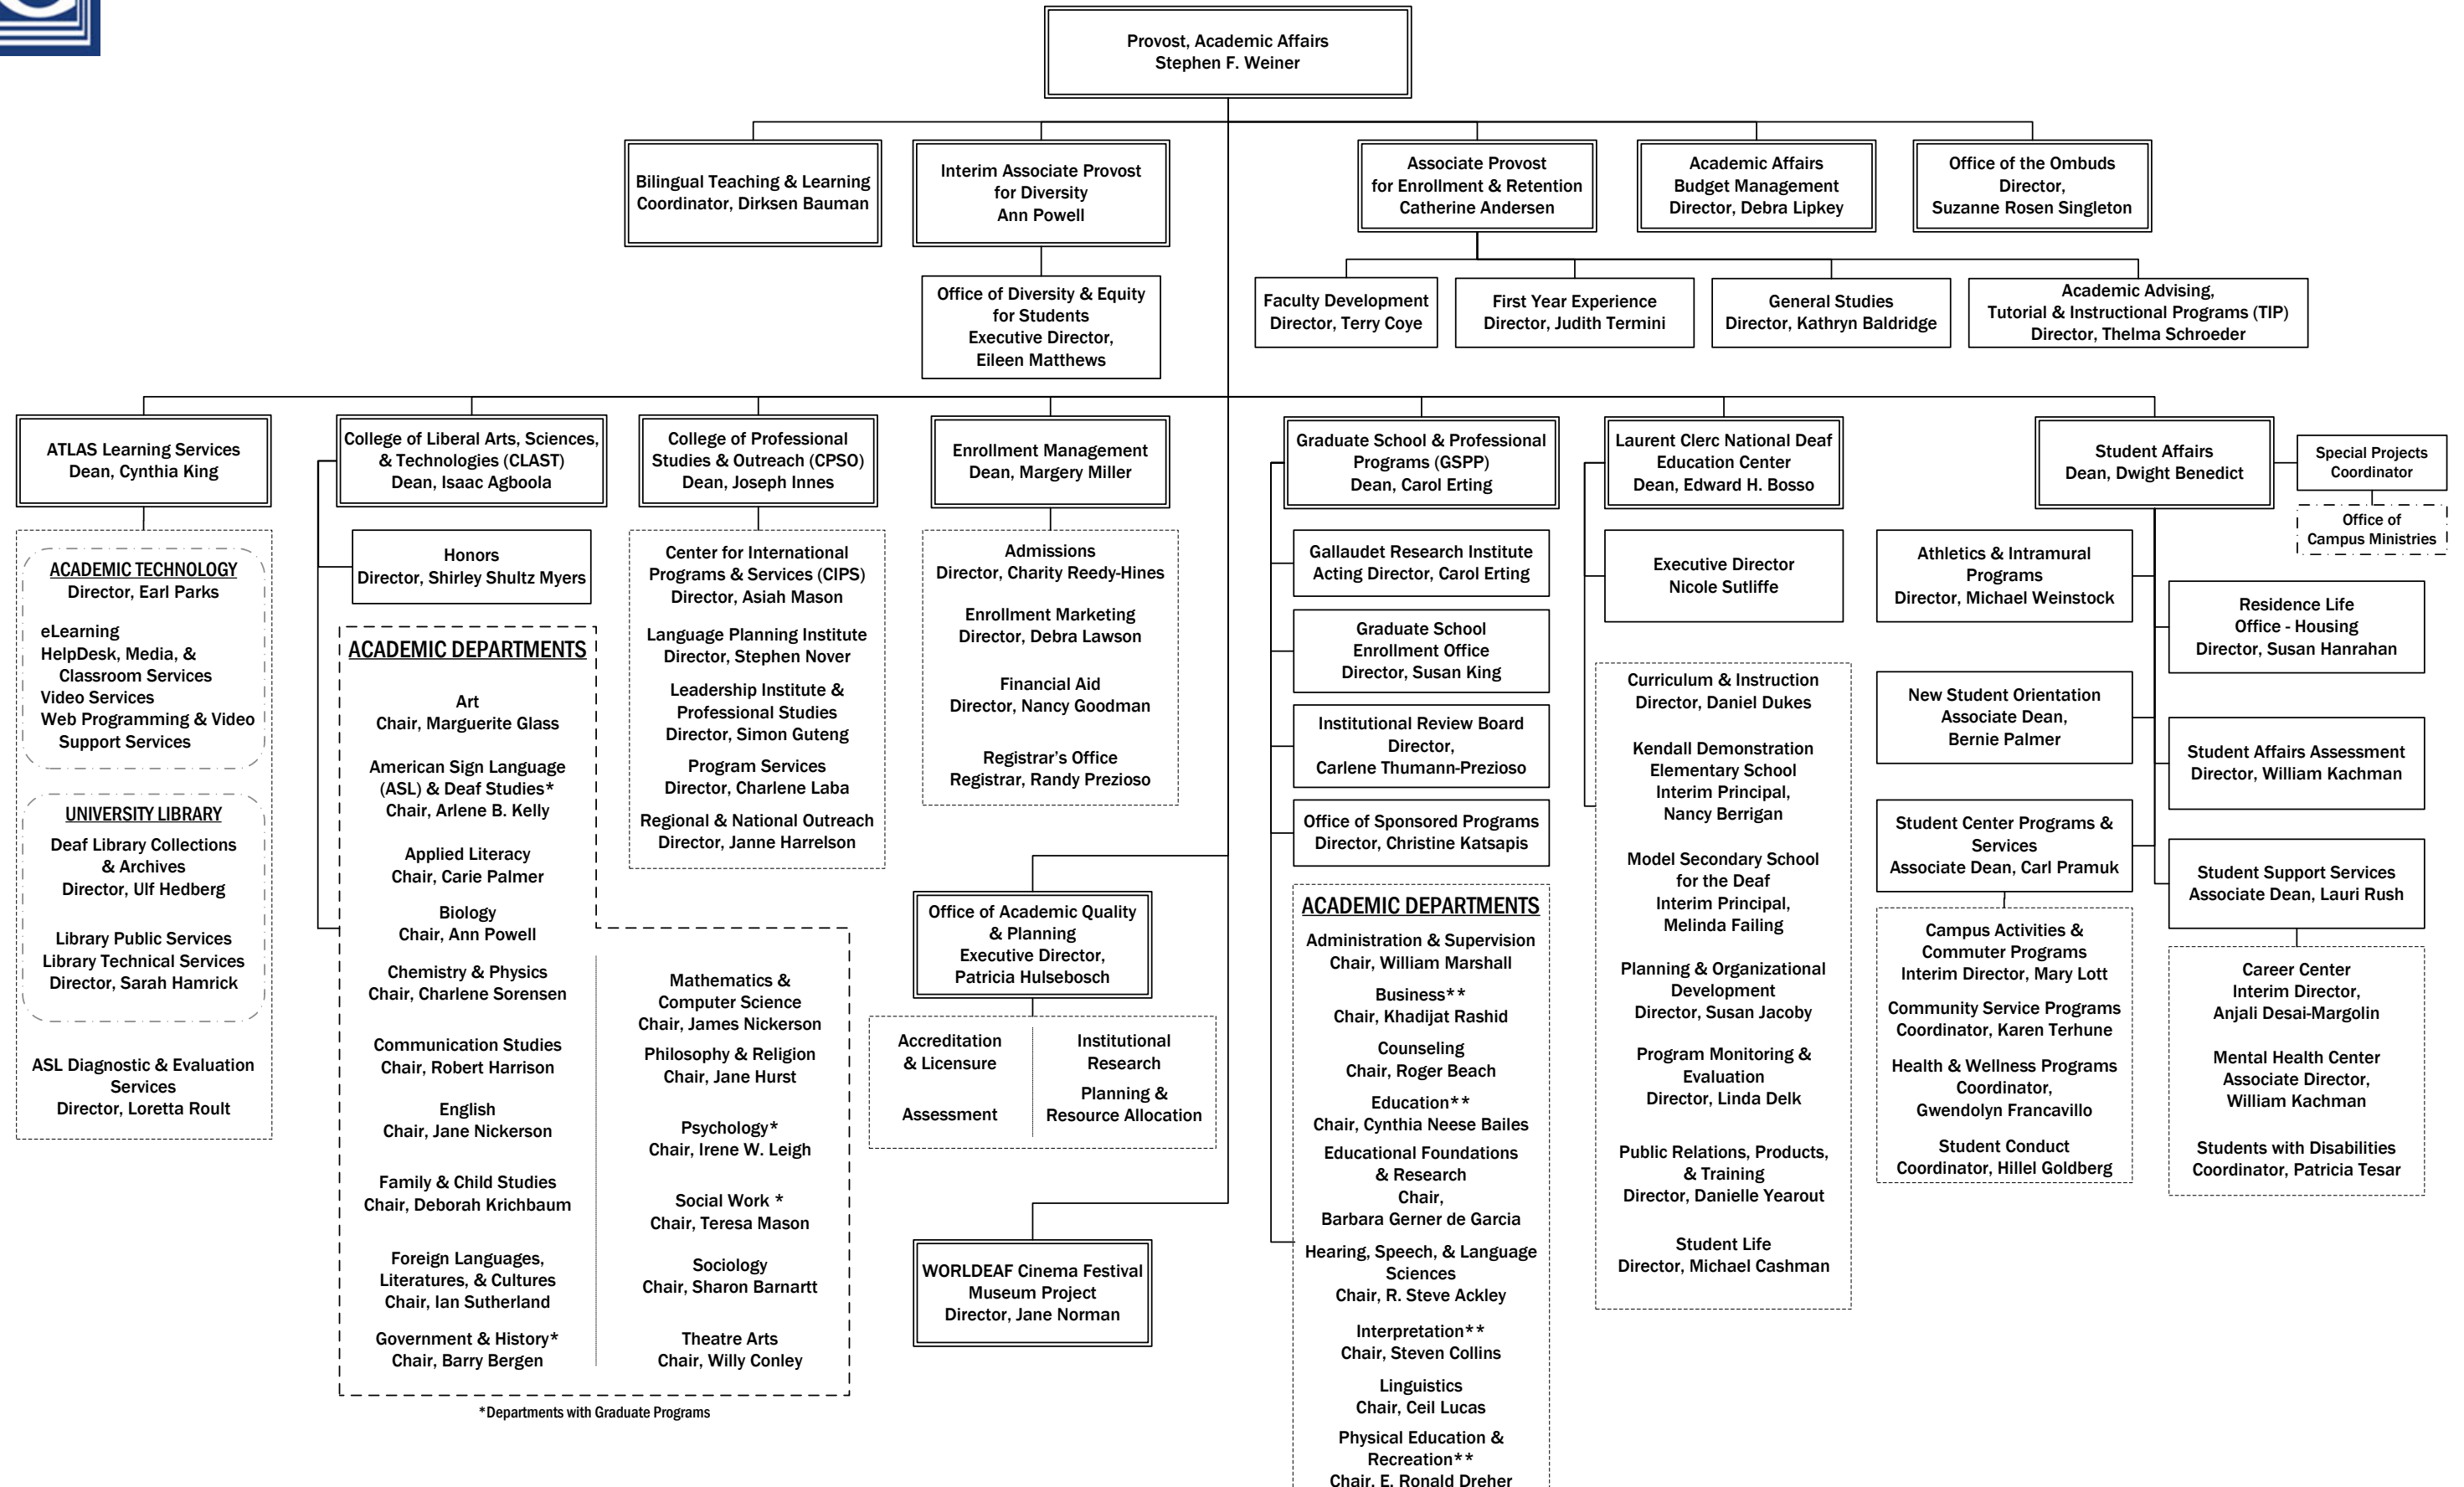 Provost, Academic Affairs
Stephen F. Weiner
Bilingual Teaching & Learning
Coordinator, Dirksen Bauman
Interim Associate Provost
for Diversity
Ann Powell
Associate Provost
for Enrollment & Retention
Catherine Andersen
Academic Affairs
Budget Management
Director, Debra Lipkey
Office of the Ombuds
Director,
Suzanne Rosen Singleton
Office of Diversity & Equity
for Students
Executive Director,
Eileen Matthews
Faculty Development
Director, Terry Coye
First Year Experience
Director, Judith Termini
General Studies
Director, Kathryn Baldridge
Academic Advising,
Tutorial & Instructional Programs (TIP)
Director, Thelma Schroeder
ATLAS Learning Services
Dean, Cynthia King
ACADEMIC TECHNOLOGY
Director, Earl Parks
eLearning
HelpDesk, Media, &
Classroom Services
Video Services
Web Programming & Video
Support Services
UNIVERSITY LIBRARY
Deaf Library Collections
& Archives
Director, Ulf Hedberg
Library Public Services
Library Technical Services
Director, Sarah Hamrick
ASL Diagnostic & Evaluation
Services
Director, Loretta Roult
College of Liberal Arts, Sciences,
& Technologies (CLAST)
Dean, Isaac Agboola
Honors
Director, Shirley Shultz Myers
ACADEMIC DEPARTMENTS
Art
Chair, Marguerite Glass
American Sign Language
(ASL) & Deaf Studies*
Chair, Arlene B. Kelly
Applied Literacy
Chair, Carie Palmer
Biology
Chair, Ann Powell
Chemistry & Physics
Chair, Charlene Sorensen
Communication Studies
Chair, Robert Harrison
English
Chair, Jane Nickerson
Family & Child Studies
Chair, Deborah Krichbaum
Foreign Languages,
Literatures, & Cultures
Chair, Ian Sutherland
Government & History*
Chair, Barry Bergen
Mathematics &
Computer Science
Chair, James Nickerson
Philosophy & Religion
Chair, Jane Hurst
Psychology*
Chair, Irene W. Leigh
Social Work *
Chair, Teresa Mason
Sociology
Chair, Sharon Barnartt
Theatre Arts
Chair, Willy Conley
*Departments with Graduate Programs
College of Professional
Studies & Outreach (CPSO)
Dean, Joseph Innes
Center for International
Programs & Services (CIPS)
Director, Asiah Mason
Language Planning Institute
Director, Stephen Nover
Leadership Institute &
Professional Studies
Director, Simon Guteng
Program Services
Director, Charlene Laba
Regional & National Outreach
Director, Janne Harrelson
Enrollment Management
Dean, Margery Miller
Admissions
Director, Charity Reedy-Hines
Enrollment Marketing
Director, Debra Lawson
Financial Aid
Director, Nancy Goodman
Registrar's Office
Registrar, Randy Prezioso
Office of Academic Quality
& Planning
Executive Director,
Patricia Hulsebosch
Accreditation
& Licensure
Assessment
Institutional
Research
Planning &
Resource Allocation
WORLDEAF Cinema Festival
Museum Project
Director, Jane Norman
Graduate School & Professional
Programs (GSPP)
Dean, Carol Erting
Gallaudet Research Institute
Acting Director, Carol Erting
Graduate School
Enrollment Office
Director, Susan King
Institutional Review Board
Director,
Carlene Thumann-Prezioso
Office of Sponsored Programs
Director, Christine Katsapis
ACADEMIC DEPARTMENTS
Administration & Supervision
Chair, William Marshall
Business**
Chair, Khadijat Rashid
Counseling
Chair, Roger Beach
Education**
Chair, Cynthia Neese Bailes
Educational Foundations
& Research
Chair,
Barbara Gerner de Garcia
Hearing, Speech, & Language
Sciences
Chair, R. Steve Ackley
Interpretation**
Chair, Steven Collins
Linguistics
Chair, Ceil Lucas
Physical Education &
Recreation**
Chair, E. Ronald Dreher
Laurent Clerc National Deaf
Education Center
Dean, Edward H. Bosso
Executive Director
Nicole Sutliffe
Curriculum & Instruction
Director, Daniel Dukes
Kendall Demonstration
Elementary School
Interim Principal,
Nancy Berrigan
Model Secondary School
for the Deaf
Interim Principal,
Melinda Failing
Planning & Organizational
Development
Director, Susan Jacoby
Program Monitoring &
Evaluation
Director, Linda Delk
Public Relations, Products,
& Training
Director, Danielle Yearout
Student Life
Director, Michael Cashman
Student Affairs
Dean, Dwight Benedict
Special Projects
Coordinator
Office of
Campus Ministries
Athletics & Intramural
Programs
Director, Michael Weinstock
New Student Orientation
Associate Dean,
Bernie Palmer
Student Center Programs &
Services
Associate Dean, Carl Pramuk
Campus Activities &
Commuter Programs
Interim Director, Mary Lott
Community Service Programs
Coordinator, Karen Terhune
Health & Wellness Programs
Coordinator,
Gwendolyn Francavillo
Student Conduct
Coordinator, Hillel Goldberg
Residence Life
Office - Housing
Director, Susan Hanrahan
Student Affairs Assessment
Director, William Kachman
Student Support Services
Associate Dean, Lauri Rush
Career Center
Interim Director,
Anjali Desai-Margolin
Mental Health Center
Associate Director,
William Kachman
Students with Disabilities
Coordinator, Patricia Tesar